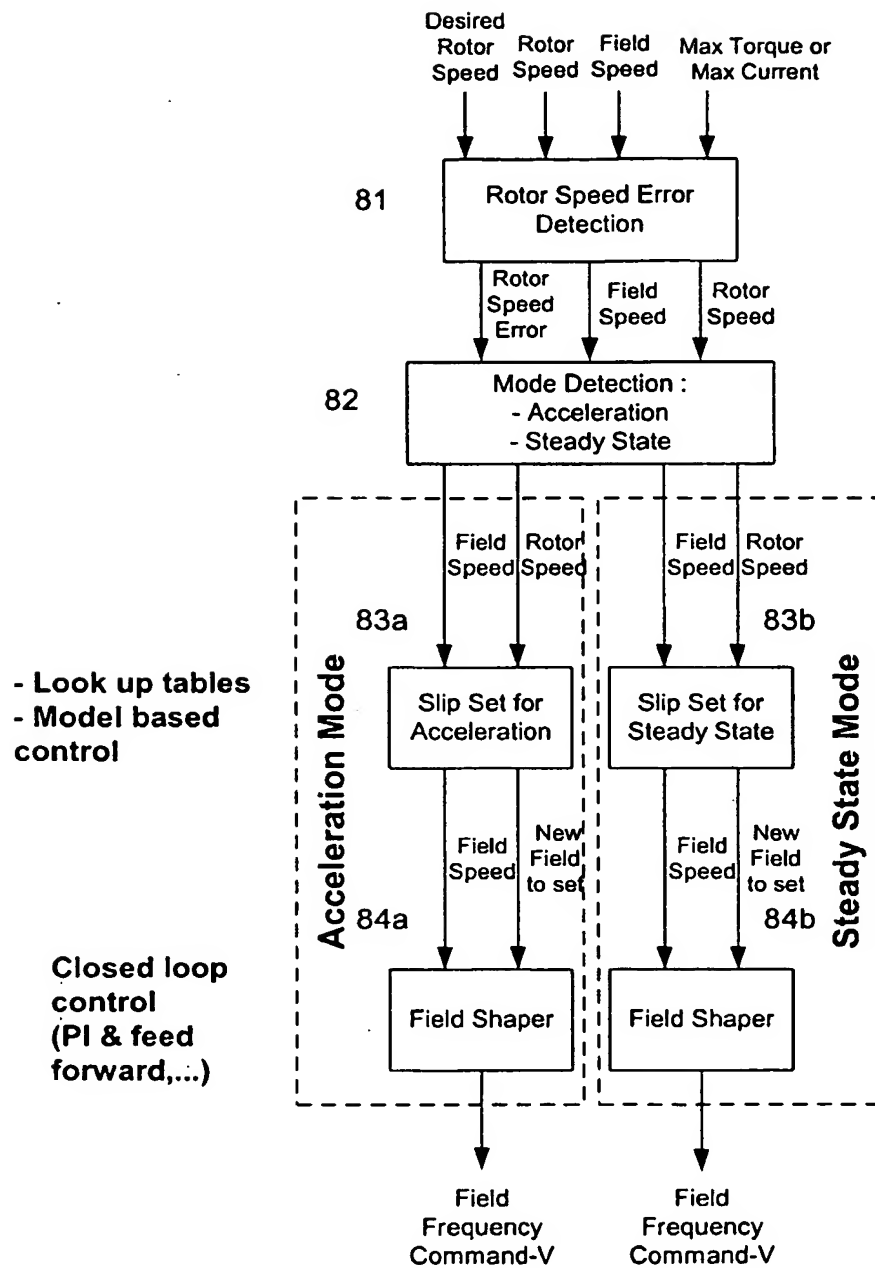 Desired
Rotor
Speed
Rotor
Speed
Field
Speed
Max Torque or
Max Current
81
Rotor Speed Error
Detection
Rotor
Speed
Error
Field
Speed
Rotor
Speed
82
Mode Detection :
- Acceleration
- Steady State
Field
Speed
Rotor
Speed
Field
Speed
Rotor
Speed
83a
83b
- Look up tables
- Model based
control
Acceleration Mode
Slip Set for
Acceleration
Slip Set for
Steady State
Steady State Mode
Field
Speed
New
Field
to set
Field
Speed
New
Field
to set
84a
84b
Closed loop
control
(PI & feed
forward,...)
Field Shaper
Field Shaper
Field
Frequency
Command-V
Field
Frequency
Command-V